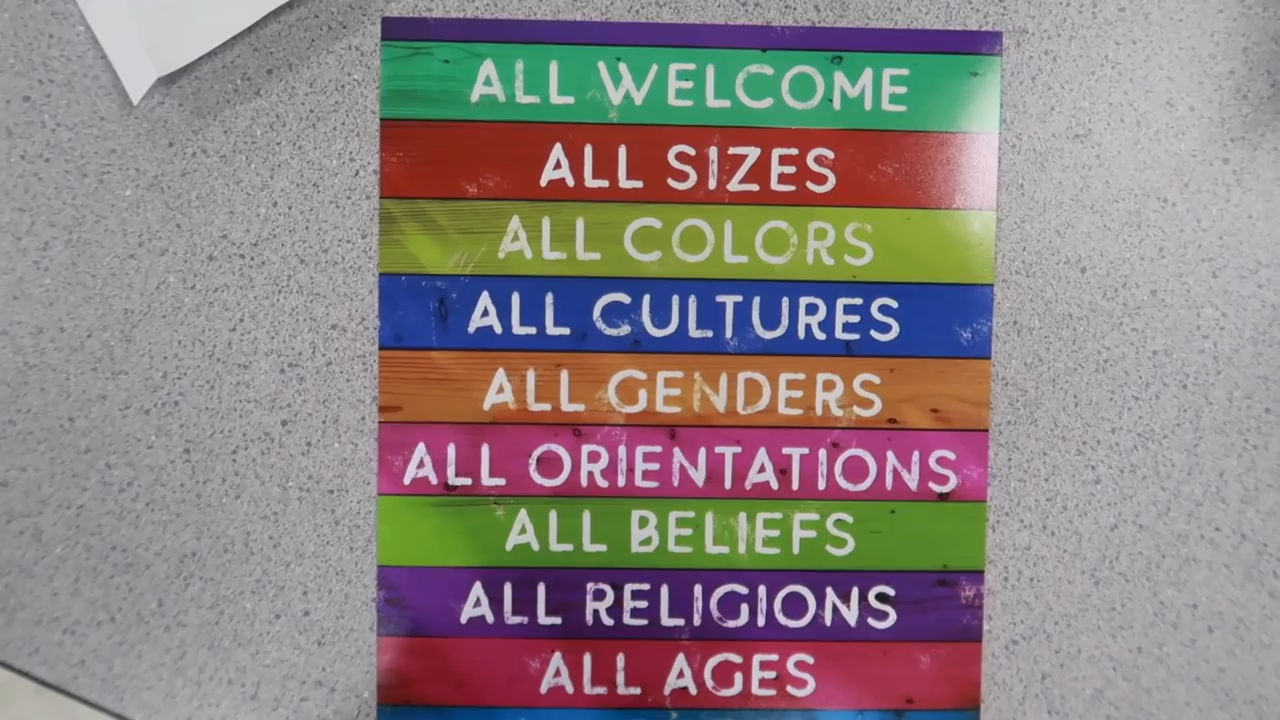 ALL WELCOME
ALL SIZES
ALL COLORS
ALL CULTURES
ALL GENDERS
ALL ORIENTATIONS
ALL BELIEFS
ALL RELIGIONS
ALL AGES